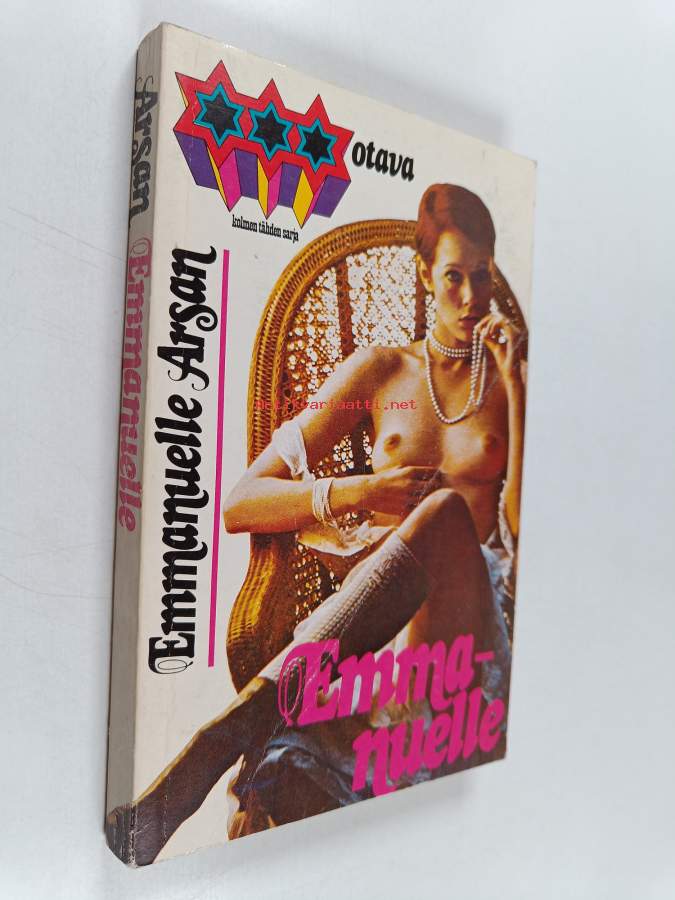 Arsan
Emmanuelle
otava
kolmen tähden sarja
Emmanuelle Arsan
antikvariaatti.net
Emma-
nuelle